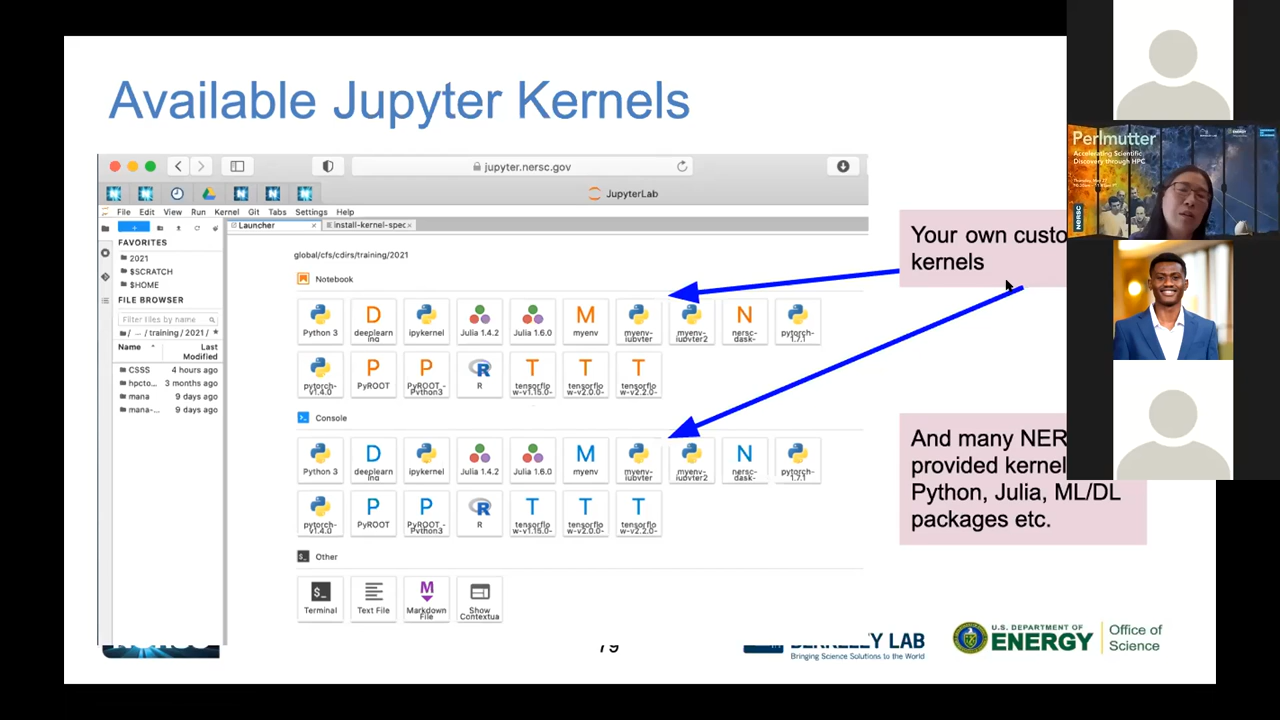 Available Jupyter Kernels
jupyter.nersc.gov
JupyterLab
File Edit View Run Kernel Git Tabs Settings Help
Launcher
install-kernel-spec
FAVORITES
2021
$SCRATCH
$HOME
FILE BROWSER
Filter files by name
/ ... / training / 2021 /
Name
Last Modified
CSSS 4 hours ago
hpcto... 3 months ago
mana 9 days ago
mana-... 9 days ago
global/cfs/cdirs/training/2021
Notebook
Python 3
D deeplearning
ipykernel
Julia 1.4.2
Julia 1.6.0
M myenv
myenv-jupyter
myenv-jupyter2
N nersc-dask-
pytorch-1.7.1
pytorch-v1.4.0
P PyROOT
P PyROOT - Python3
R
T tensorflow-v1.15.0-
T tensorflow-v2.0.0-
T tensorflow-v2.2.0-
Console
Python 3
D deeplearning
ipykernel
Julia 1.4.2
Julia 1.6.0
M myenv
myenv-jupyter
myenv-jupyter2
N nersc-dask-
pytorch-1.7.1
pytorch-v1.4.0
P PyROOT
P PyROOT - Python3
R
T tensorflow-v1.15.0-
T tensorflow-v2.0.0-
T tensorflow-v2.2.0-
Other
$_ Terminal
Text File
M Markdown File
Show Contextua
Your own custo
kernels
And many NER
provided kernel
Python, Julia, ML/DL
packages etc.
79
BERKELEY LAB
Bringing Science Solutions to the World
U.S. DEPARTMENT OF
ENERGY
Office of
Science
Perlmutter
Accelerating Scientific
Discovery through HPC
NERSC